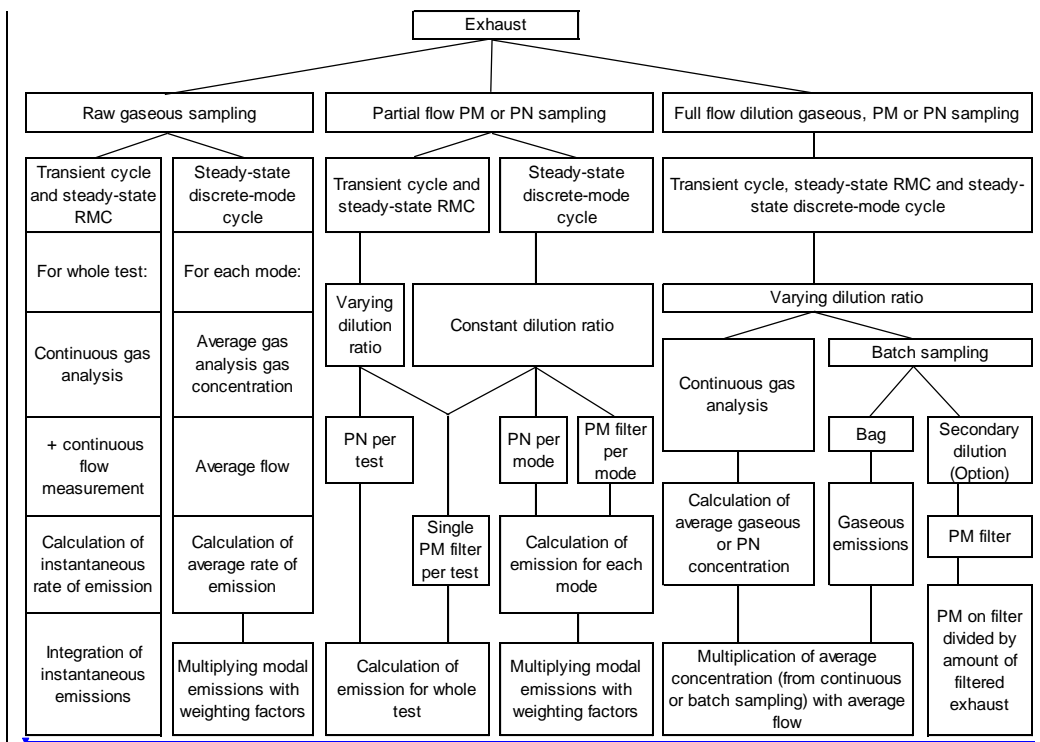 Exhaust
Raw gaseous sampling
Partial flow PM or PN sampling
Full flow dilution gaseous, PM or PN sampling
Transient cycle
and steady-state
RMC
Steady-state
discrete-mode
cycle
Transient cycle and
steady-state RMC
Steady-state
discrete-mode
cycle
Transient cycle, steady-state RMC and steady-
state discrete-mode cycle
For whole test:
For each mode:
Varying
dilution
ratio
Constant dilution ratio
Varying dilution ratio
Continuous gas
analysis
Average gas
analysis gas
concentration
Continuous gas
analysis
Batch sampling
+ continuous
flow
measurement
Average flow
PN per
test
PN per
mode
PM filter
per
mode
Bag
Secondary
dilution
(Option)
Calculation of
instantaneous
rate of emission
Calculation of
average rate of
emission
Single
PM filter
per test
Calculation of
emission for each
mode
Calculation of
average gaseous
or PN
concentration
Gaseous
emissions
PM filter
Integration of
instantaneous
emissions
Multiplying modal
emissions with
weighting factors
Calculation of
emission for whole
test
Multiplying modal
emissions with
weighting factors
Multiplication of average
concentration (from continuous
or batch sampling) with average
flow
PM on filter
divided by
amount of
filtered
exhaust